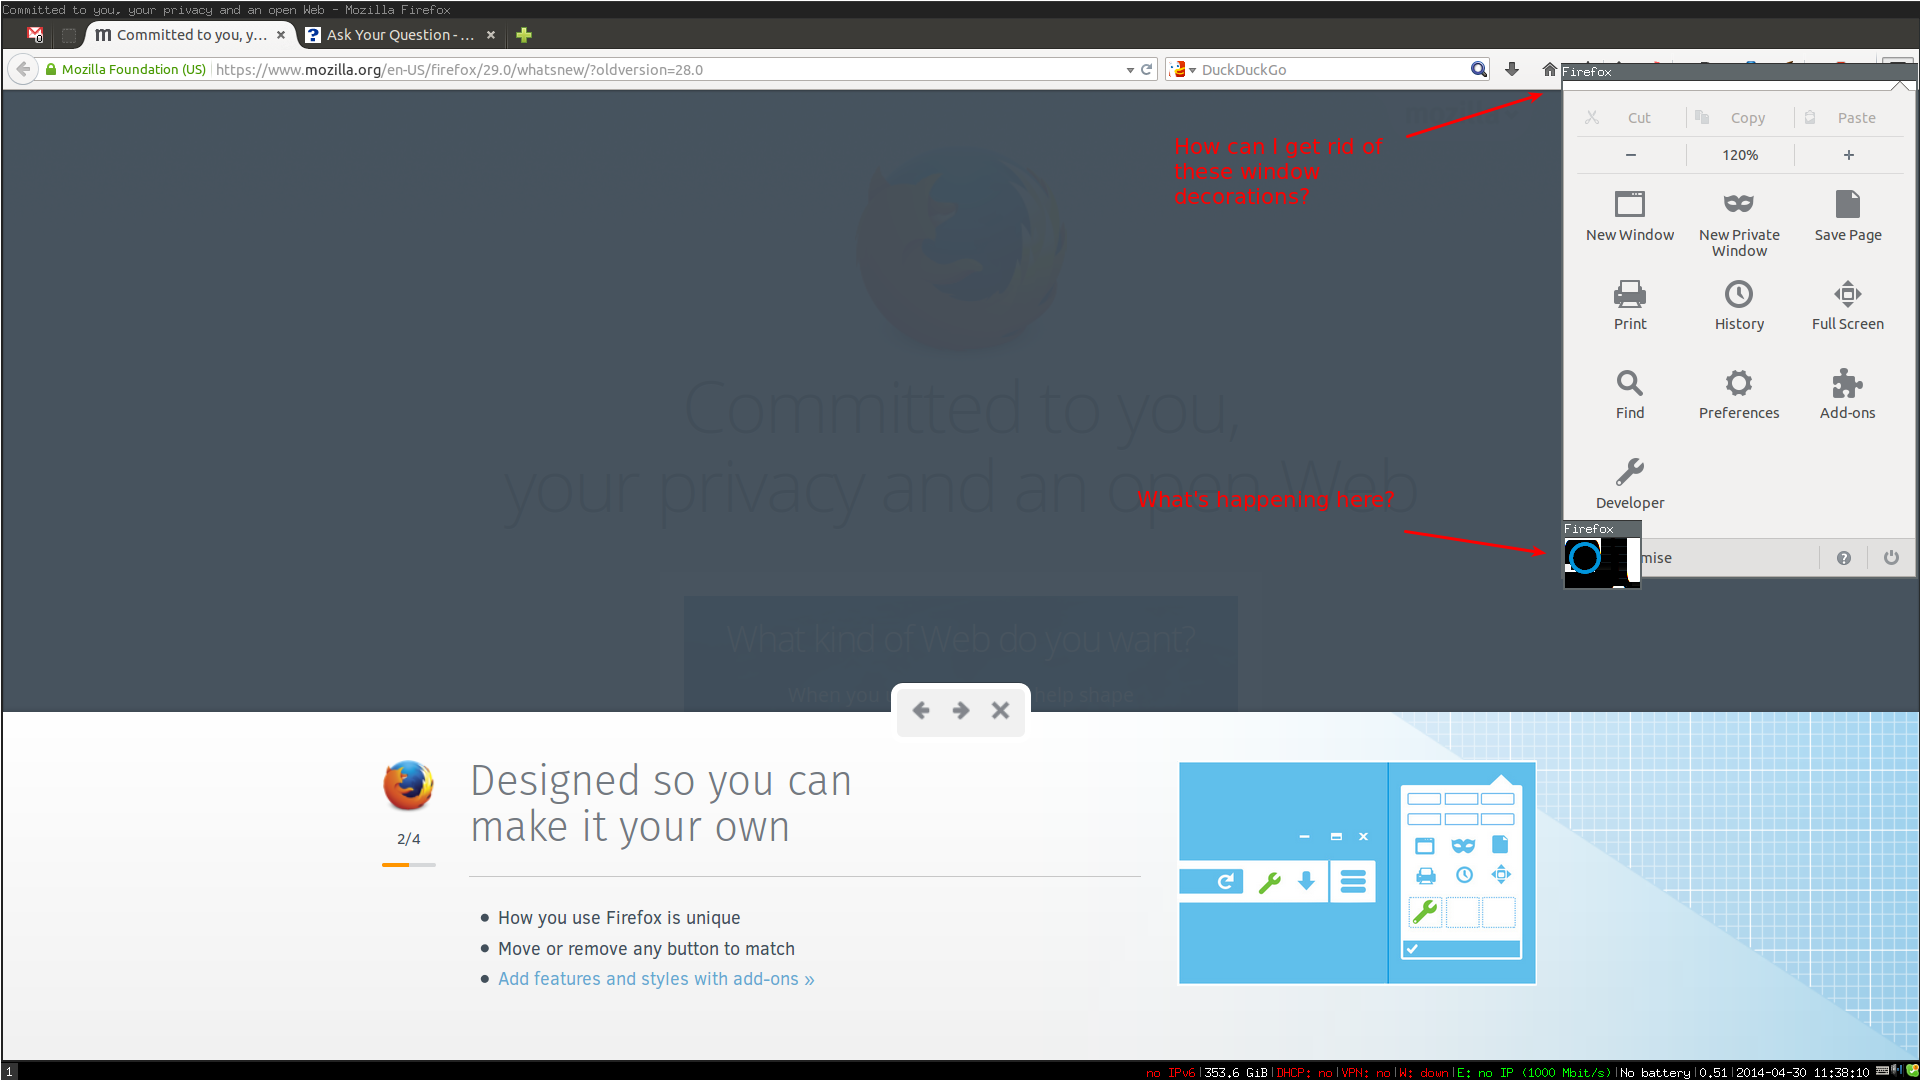 Committed to you, your privacy and an open Web - Mozilla Firefox
Committed to you, y... × Ask Your Question - ... ×
Mozilla Foundation (US) https://www.mozilla.org/en-US/firefox/29.0/whatsnew/?oldversion=28.0 DuckDuckGo
Firefox
Cut Copy Paste
120%
How can I get rid of
these window
decorations?
New Window New Private Window Save Page
Print History Full Screen
Find Preferences Add-ons
Developer
Committed to you,
your privacy and an open Web
What's happening here?
Firefox
mise
What kind of Web do you want?
When you help shape
Designed so you can
make it your own
2/4
How you use Firefox is unique
Move or remove any button to match
Add features and styles with add-ons »
1 no IPv6|353.6 GiB|DHCP: no|VPN: no|W: down|E: no IP (1000 Mbit/s)|No battery|0.51|2014-04-30 11:38:10